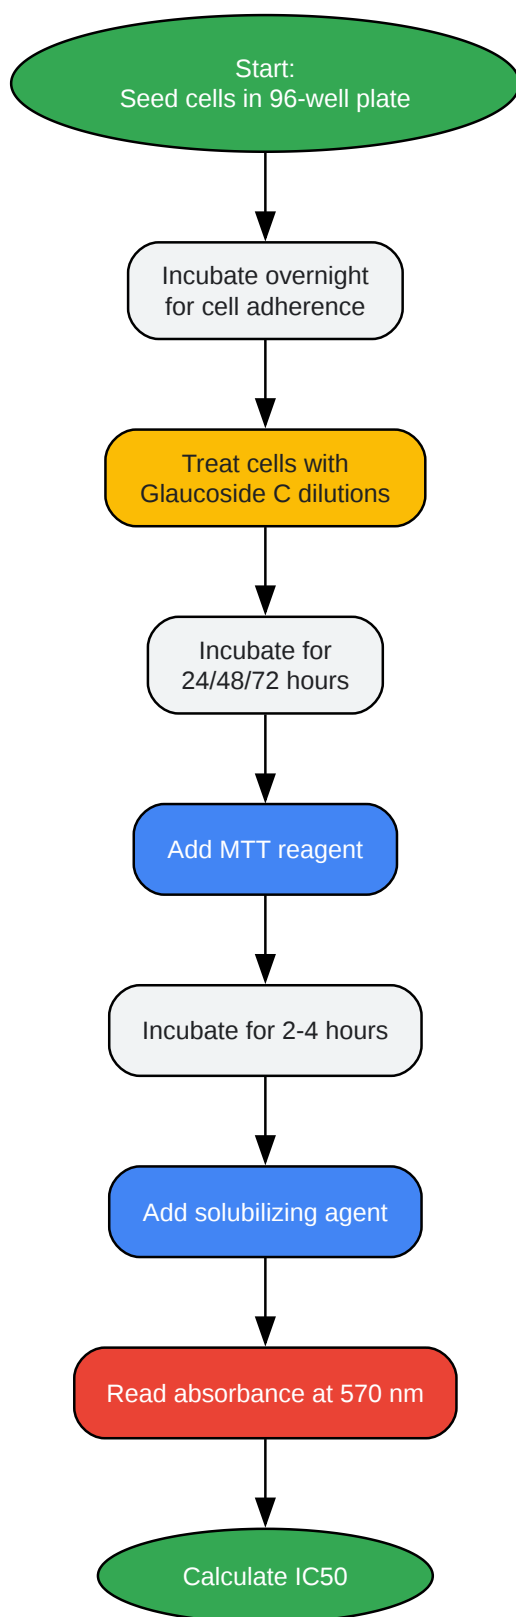 Start:
Seed cells in 96-well plate
Incubate overnight
for cell adherence
Treat cells with
Glaucoside C dilutions
Incubate for
24/48/72 hours
Add MTT reagent
Incubate for 2-4 hours
Add solubilizing agent
Read absorbance at 570 nm
Calculate IC50